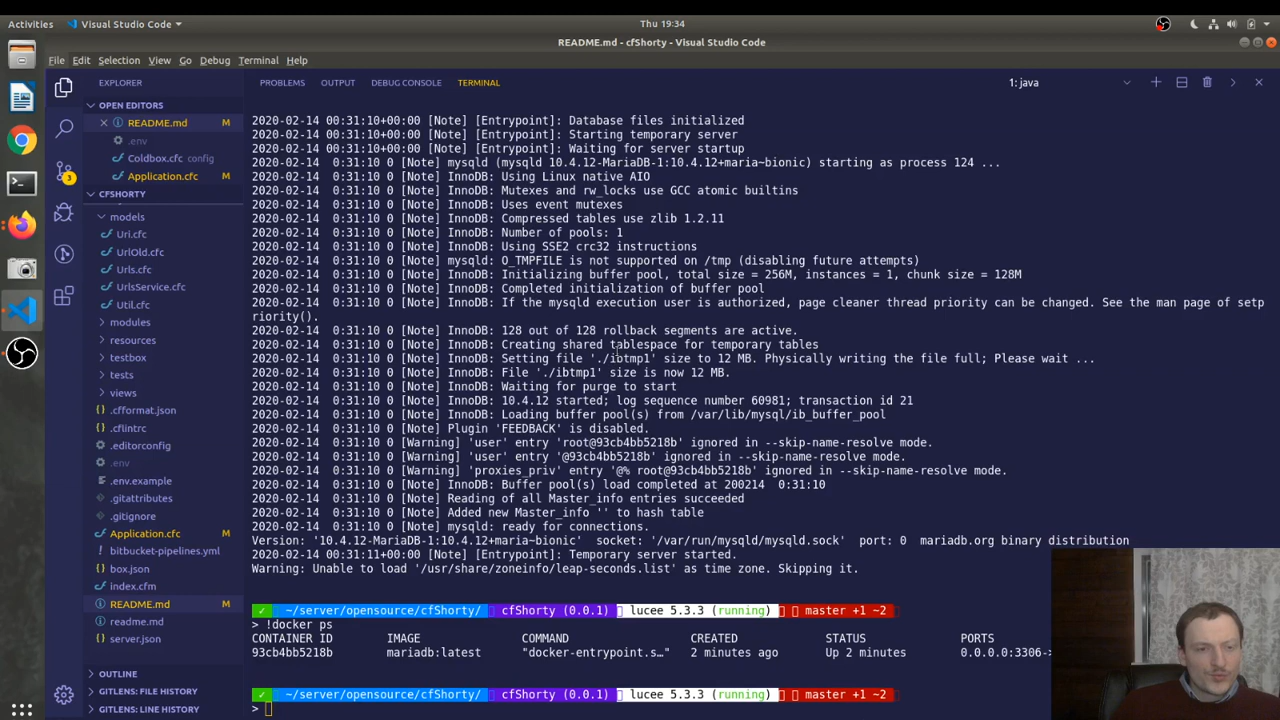 Activities
Visual Studio Code
Thu 19:34
README.md - cfShorty - Visual Studio Code
File Edit Selection View Go Debug Terminal Help
EXPLORER
OPEN EDITORS
README.md M
.env
Coldbox.cfc config
Application.cfc M
3
CFSHORTY
models
Uri.cfc
UrlOld.cfc
Urls.cfc
UrlsService.cfc
Util.cfc
modules
resources
testbox
tests
views
.cfformat.json
.cflintrc
.editorconfig
.env
.env.example
.gitattributes
.gitignore
Application.cfc M
bitbucket-pipelines.yml
box.json
index.cfm
README.md M
readme.md
server.json
OUTLINE
GITLENS: FILE HISTORY
GITLENS: LINE HISTORY
PROBLEMS OUTPUT DEBUG CONSOLE TERMINAL 1: java
2020-02-14 00:31:10+00:00 [Note] [Entrypoint]: Database files initialized
2020-02-14 00:31:10+00:00 [Note] [Entrypoint]: Starting temporary server
2020-02-14 00:31:10+00:00 [Note] [Entrypoint]: Waiting for server startup
2020-02-14 0:31:10 0 [Note] mysqld (mysqld 10.4.12-MariaDB-1:10.4.12+maria~bionic) starting as process 124 ...
2020-02-14 0:31:10 0 [Note] InnoDB: Using Linux native AIO
2020-02-14 0:31:10 0 [Note] InnoDB: Mutexes and rw_locks use GCC atomic builtins
2020-02-14 0:31:10 0 [Note] InnoDB: Uses event mutexes
2020-02-14 0:31:10 0 [Note] InnoDB: Compressed tables use zlib 1.2.11
2020-02-14 0:31:10 0 [Note] InnoDB: Number of pools: 1
2020-02-14 0:31:10 0 [Note] InnoDB: Using SSE2 crc32 instructions
2020-02-14 0:31:10 0 [Note] mysqld: O_TMPFILE is not supported on /tmp (disabling future attempts)
2020-02-14 0:31:10 0 [Note] InnoDB: Initializing buffer pool, total size = 256M, instances = 1, chunk size = 128M
2020-02-14 0:31:10 0 [Note] InnoDB: Completed initialization of buffer pool
2020-02-14 0:31:10 0 [Note] InnoDB: If the mysqld execution user is authorized, page cleaner thread priority can be changed. See the man page of setp
riority().
2020-02-14 0:31:10 0 [Note] InnoDB: 128 out of 128 rollback segments are active.
2020-02-14 0:31:10 0 [Note] InnoDB: Creating shared tablespace for temporary tables
2020-02-14 0:31:10 0 [Note] InnoDB: Setting file './ibtmp1' size to 12 MB. Physically writing the file full; Please wait ...
2020-02-14 0:31:10 0 [Note] InnoDB: File './ibtmp1' size is now 12 MB.
2020-02-14 0:31:10 0 [Note] InnoDB: Waiting for purge to start
2020-02-14 0:31:10 0 [Note] InnoDB: 10.4.12 started; log sequence number 60981; transaction id 21
2020-02-14 0:31:10 0 [Note] InnoDB: Loading buffer pool(s) from /var/lib/mysql/ib_buffer_pool
2020-02-14 0:31:10 0 [Note] Plugin 'FEEDBACK' is disabled.
2020-02-14 0:31:10 0 [Warning] 'user' entry 'root@93cb4bb5218b' ignored in --skip-name-resolve mode.
2020-02-14 0:31:10 0 [Warning] 'user' entry '@93cb4bb5218b' ignored in --skip-name-resolve mode.
2020-02-14 0:31:10 0 [Warning] 'proxies_priv' entry '@% root@93cb4bb5218b' ignored in --skip-name-resolve mode.
2020-02-14 0:31:10 0 [Note] InnoDB: Buffer pool(s) load completed at 200214 0:31:10
2020-02-14 0:31:10 0 [Note] Reading of all Master_info entries succeeded
2020-02-14 0:31:10 0 [Note] Added new Master_info '' to hash table
2020-02-14 0:31:10 0 [Note] mysqld: ready for connections.
Version: '10.4.12-MariaDB-1:10.4.12+maria~bionic' socket: '/var/run/mysqld/mysqld.sock' port: 0 mariadb.org binary distribution
2020-02-14 00:31:11+00:00 [Note] [Entrypoint]: Temporary server started.
Warning: Unable to load '/usr/share/zoneinfo/leap-seconds.list' as time zone. Skipping it.
✓ ~/server/opensource/cfShorty/ cfShorty (0.0.1) lucee 5.3.3 (running) master +1 ~2
> !docker ps
CONTAINER ID IMAGE COMMAND CREATED STATUS PORTS
93cb4bb5218b mariadb:latest "docker-entrypoint.s…" 2 minutes ago Up 2 minutes 0.0.0.0:3306-
✓ ~/server/opensource/cfShorty/ cfShorty (0.0.1) lucee 5.3.3 (running) master +1 ~2
>